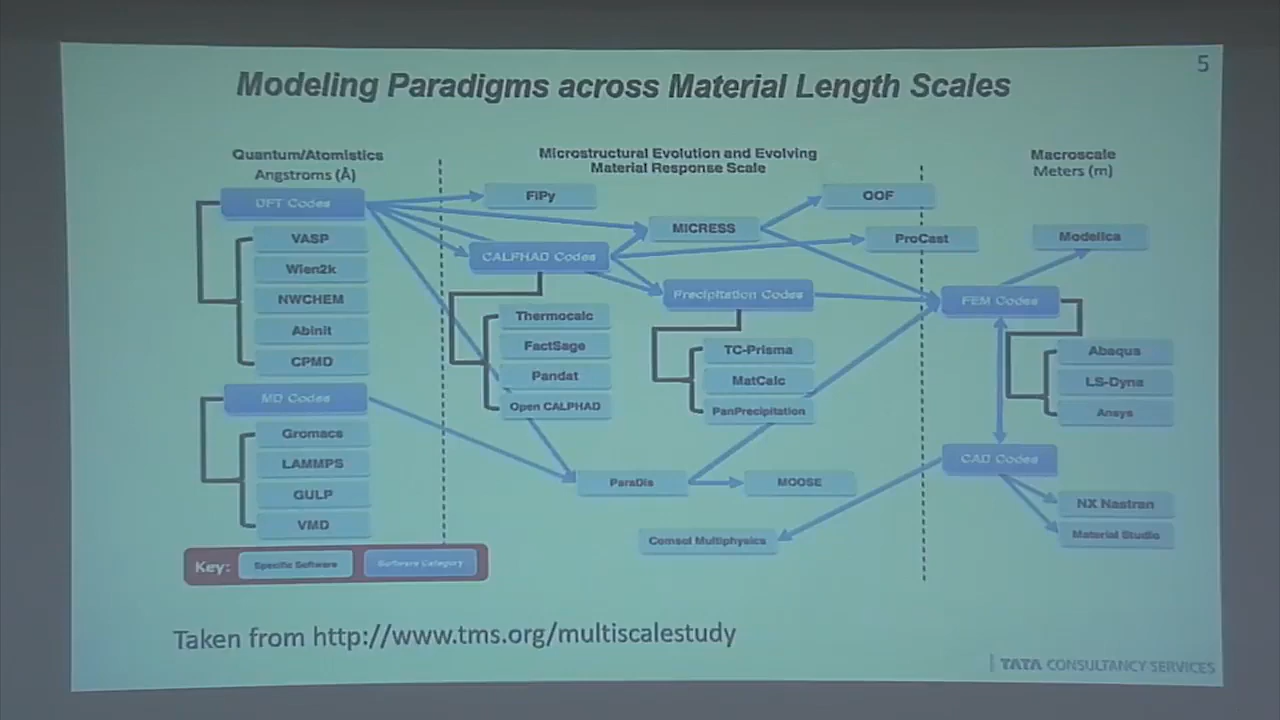 5
Modeling Paradigms across Material Length Scales
Quantum/Atomistics
Angstroms (Å)
Microstructural Evolution and Evolving
Material Response Scale
Macroscale
Meters (m)
DFT Codes
VASP
Wien2k
NWCHEM
Abinit
CPMD
MD Codes
Gromacs
LAMMPS
GULP
VMD
FiPy
CALPHAD Codes
Thermocalc
FactSage
Pandat
Open CALPHAD
MICRESS
Precipitation Codes
TC-Prisma
MatCalc
PanPrecipitation
ParaDis
MOOSE
Comsol Multiphysics
OOF
ProCast
Modelica
FEM Codes
Abaqus
LS-Dyna
Ansys
CAD Codes
NX Nastran
Material Studio
Key:
Specific Software
Software Category
Taken from http://www.tms.org/multiscalestudy
TATA CONSULTANCY SERVICES